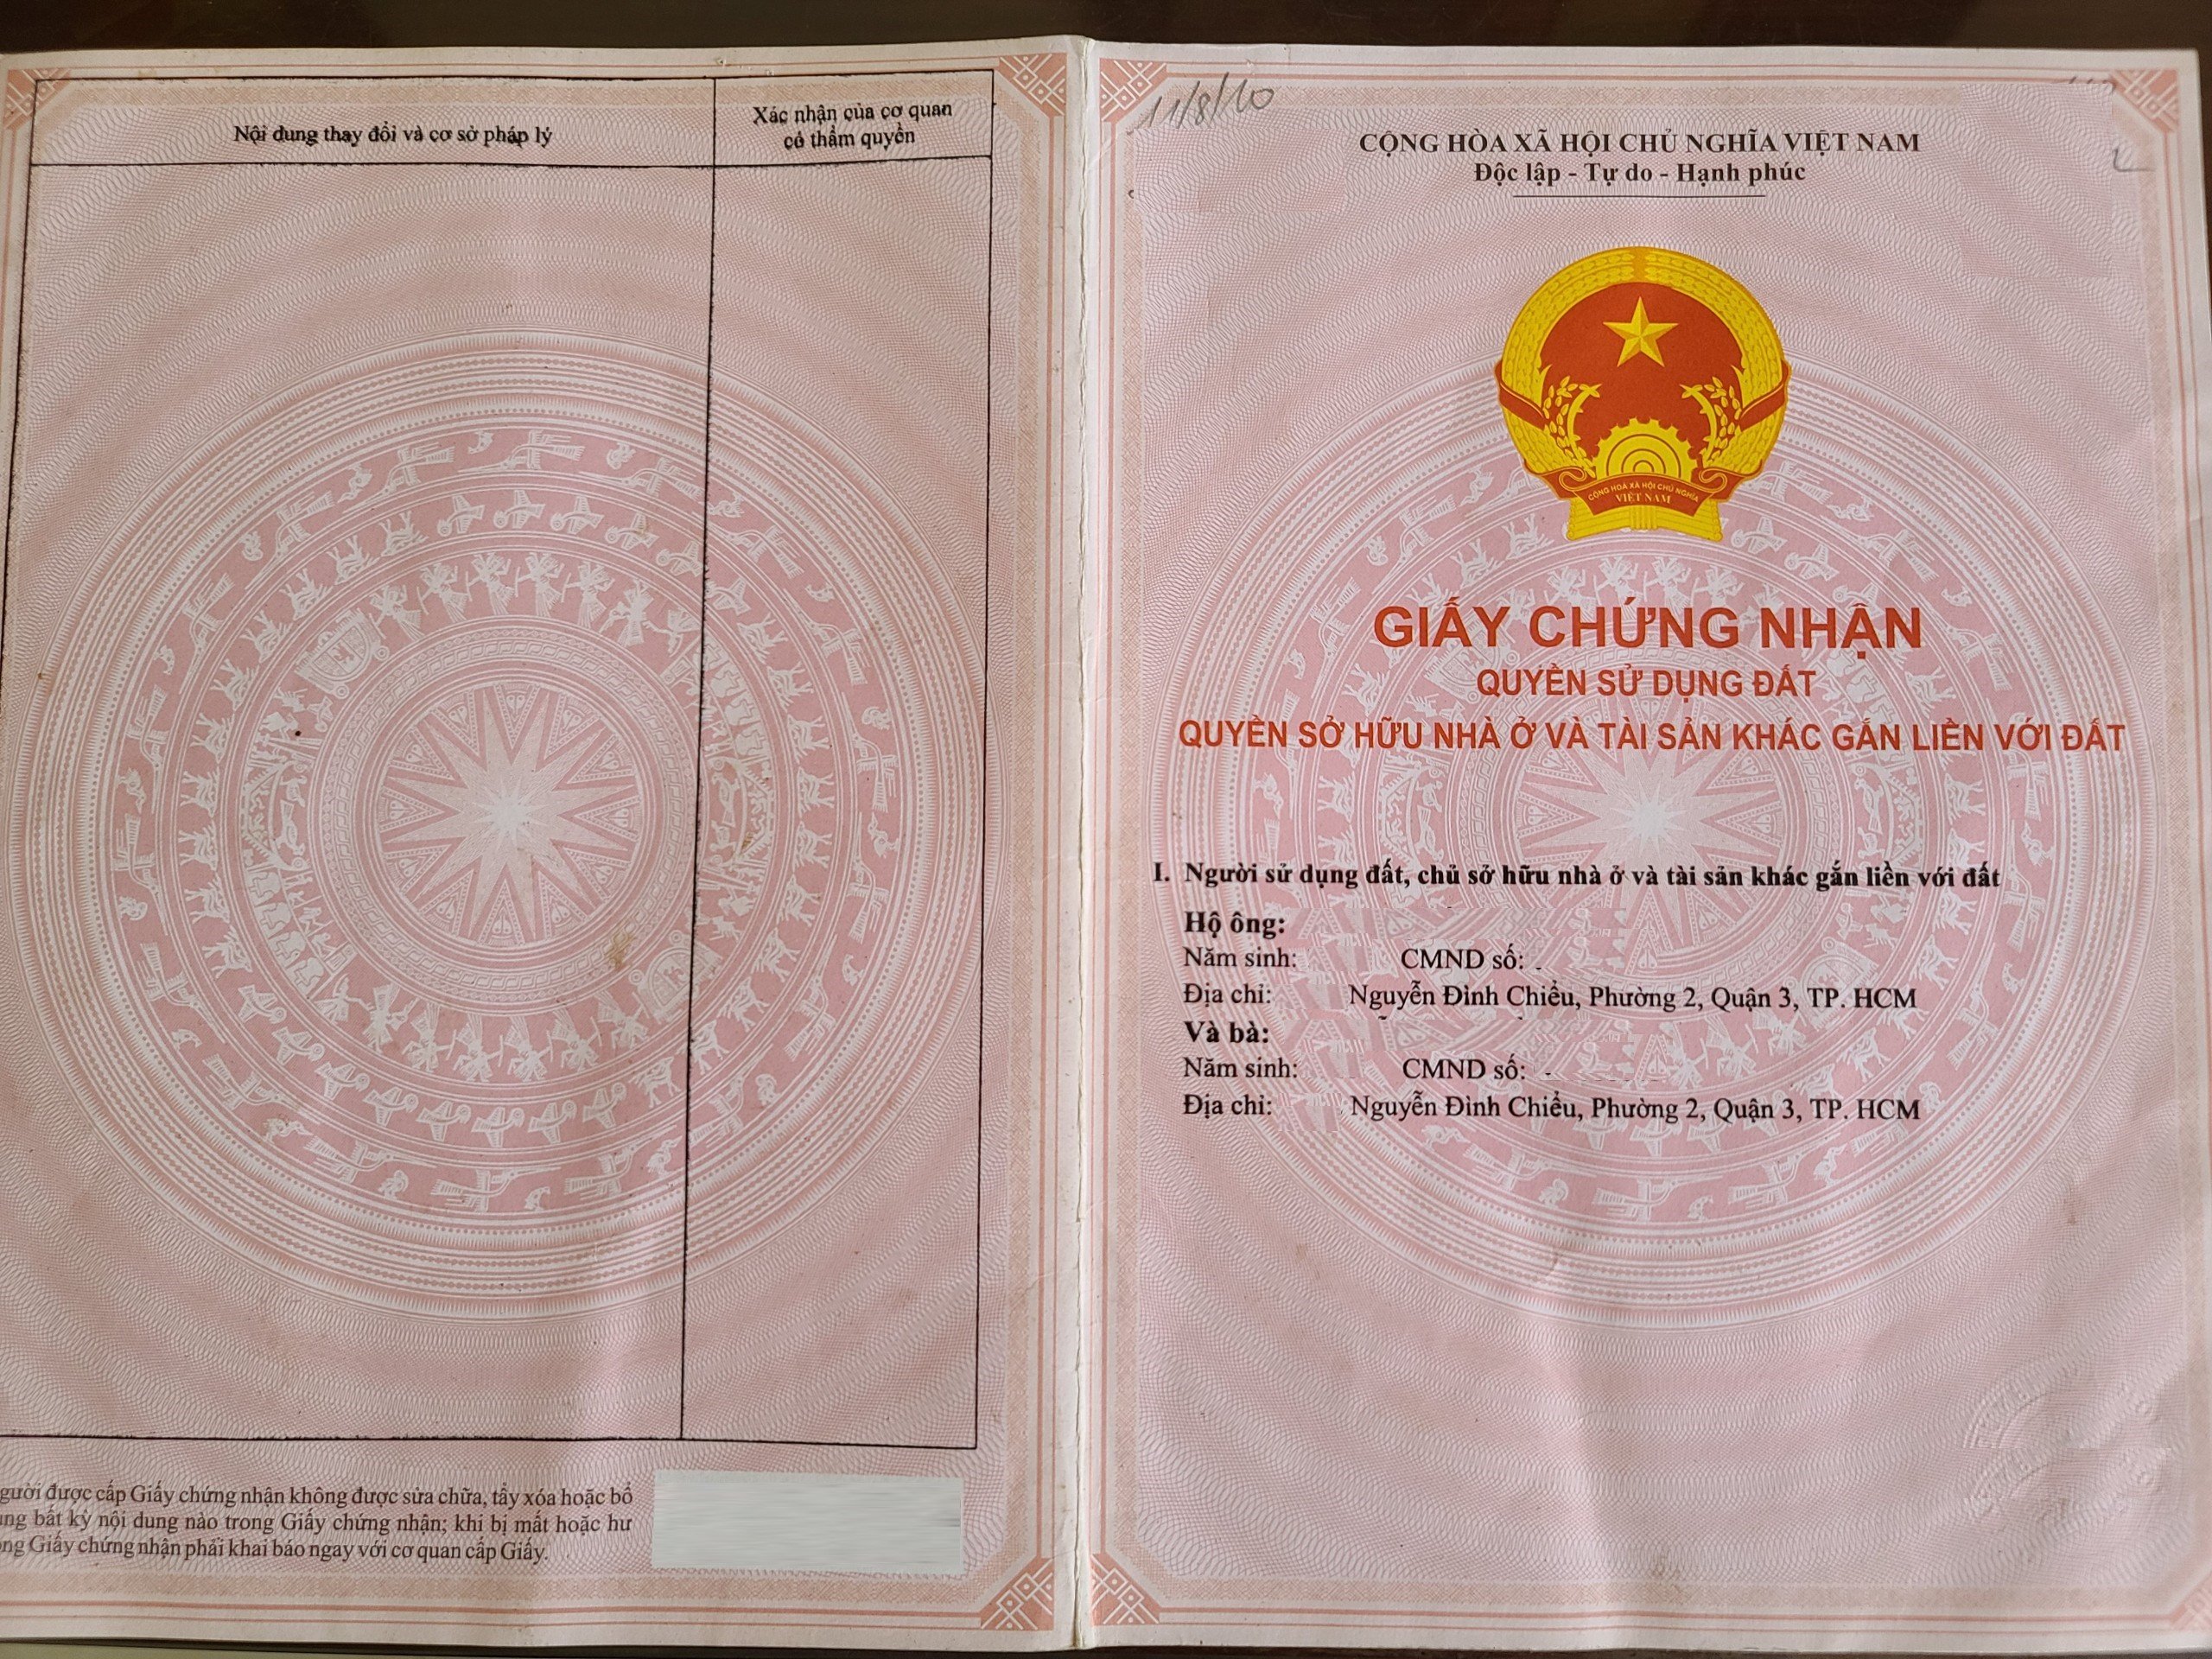 Nội dung thay đổi và cơ sở pháp lý
Xác nhận của cơ quan
có thẩm quyền
gười được cấp Giấy chứng nhận không được sửa chữa, tẩy xóa hoặc bổ
ung bất kỳ nội dung nào trong Giấy chứng nhận; khi bị mất hoặc hư
ỏng Giấy chứng nhận phải khai báo ngay với cơ quan cấp Giấy.
11/8/10
CỘNG HÒA XÃ HỘI CHỦ NGHĨA VIỆT NAM
Độc lập - Tự do - Hạnh phúc
CỘNG HOÀ XÃ HỘI CHỦ NGHĨA
VIỆT NAM
GIẤY CHỨNG NHẬN
QUYỀN SỬ DỤNG ĐẤT
QUYỀN SỞ HỮU NHÀ Ở VÀ TÀI SẢN KHÁC GẮN LIỀN VỚI ĐẤT
I. Người sử dụng đất, chủ sở hữu nhà ở và tài sản khác gắn liền với đất
Hộ ông:
Năm sinh: CMND số:
Địa chỉ: Nguyễn Đình Chiểu, Phường 2, Quận 3, TP. HCM
Và bà:
Năm sinh: CMND số:
Địa chỉ: Nguyễn Đình Chiểu, Phường 2, Quận 3, TP. HCM